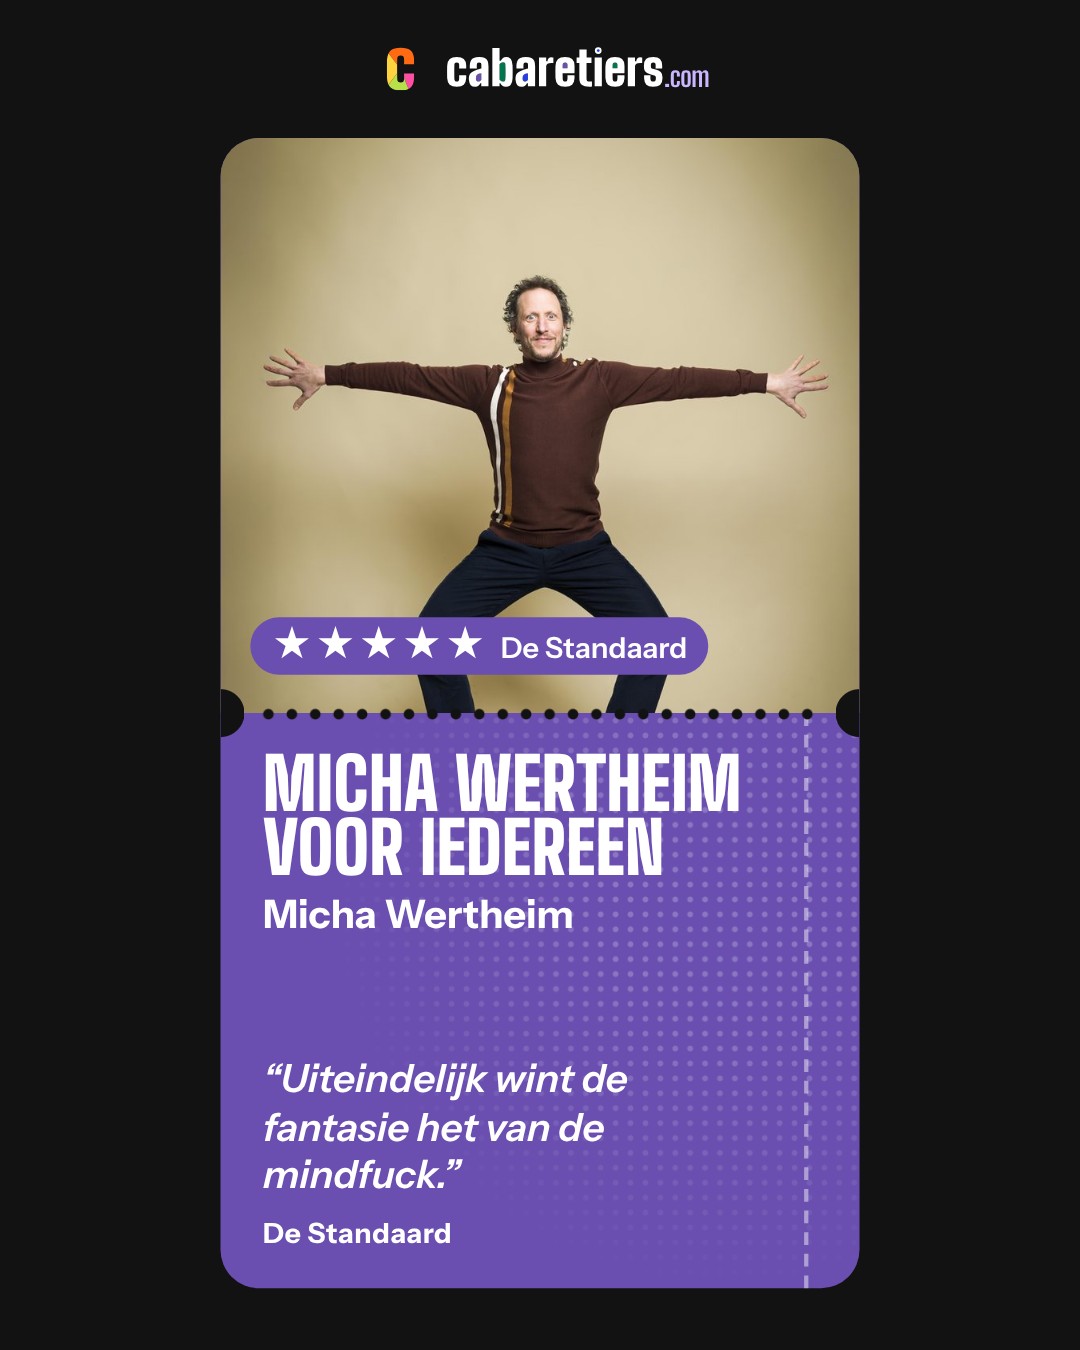 cabaretiers.com
★★★★★ De Standaard
MICHA WERTHEIM
VOOR IEDEREEN
Micha Wertheim
“Uiteindelijk wint de
fantasie het van de
mindfuck.”
De Standaard